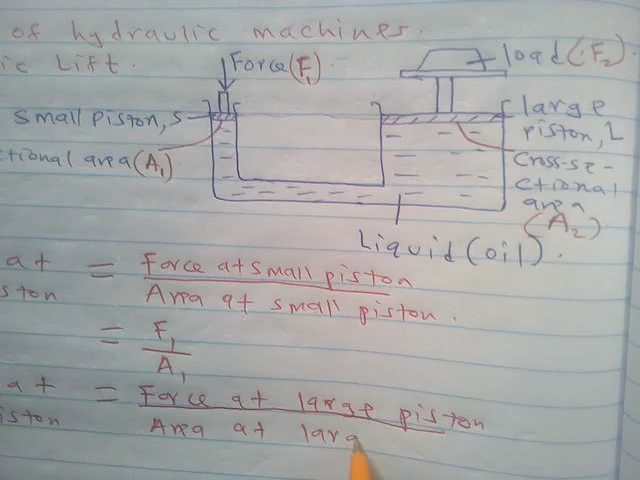 of hydraulic machines.
ic Lift.
Force(F₁)
load(F₂)
small piston, S
large
piston, L
ctional area(A₁)
cross-se-
ctional
area
(A₂)
Liquid(oil).
at = Force at small piston
ston Area at small piston.
= F₁
A₁
at = Force at large piston
piston Area at larg